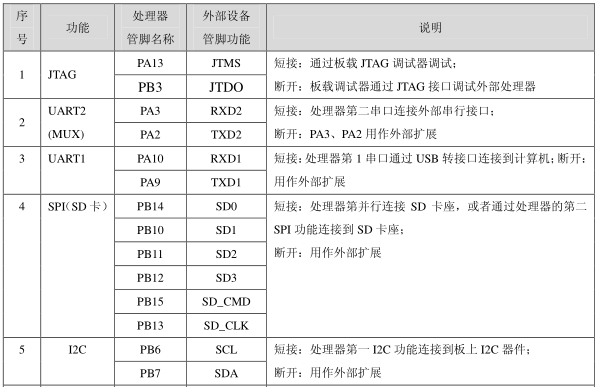 序号 功能 处理器管脚名称 外部设备管脚功能 说明
1 JTAG PA13 JTMS 短接：通过板载 JTAG 调试器调试；
PB3 JTDO 断开：板载调试器通过 JTAG 接口调试外部处理器
2 UART2 (MUX) PA3 RXD2 短接：处理器第二串口连接外部串行接口；
PA2 TXD2 断开：PA3、PA2 用作外部扩展
3 UART1 PA10 RXD1 短接：处理器第 1 串口通过 USB 转接口连接到计算机；断开：
PA9 TXD1 用作外部扩展
4 SPI（SD 卡） PB14 SD0 短接：处理器第并行连接 SD 卡座，或者通过处理器的第二
PB10 SD1 SPI 功能连接到 SD 卡座；
PB11 SD2 断开：用作外部扩展
PB12 SD3
PB15 SD_CMD
PB13 SD_CLK
5 I2C PB6 SCL 短接：处理器第一 I2C 功能连接到板上 I2C 器件；
PB7 SDA 断开：用作外部扩展